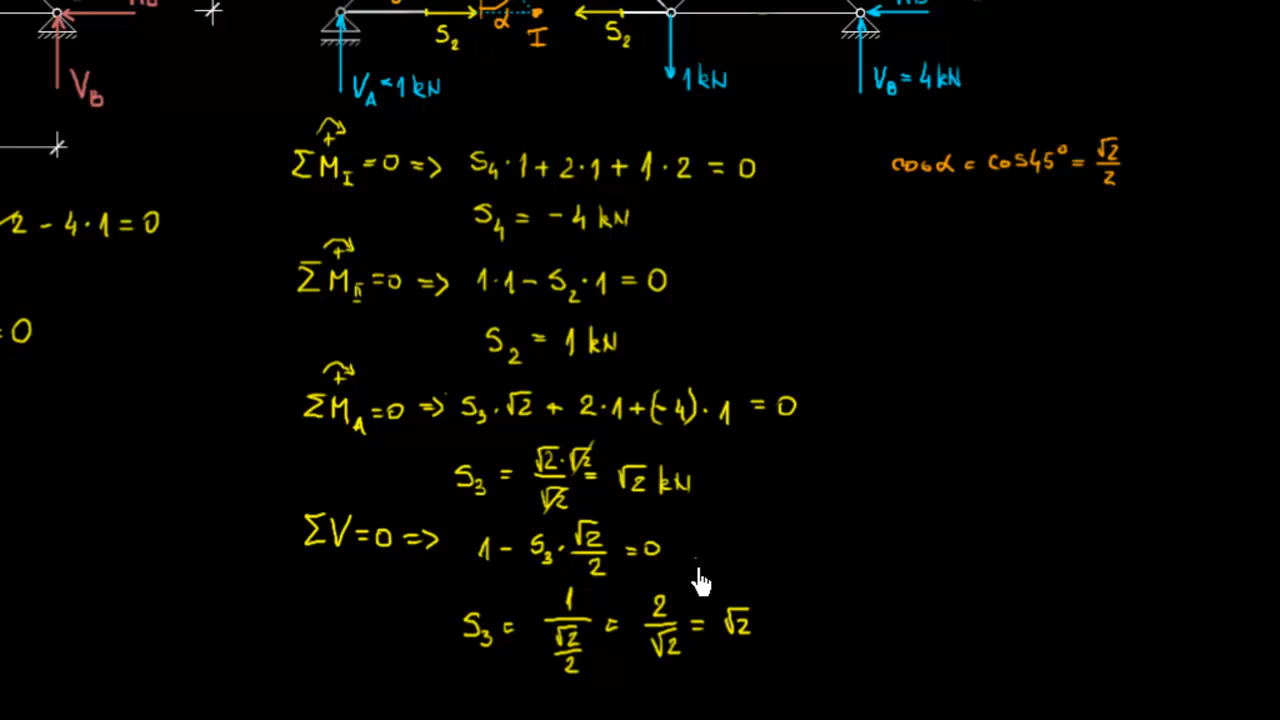 S₂ α I S₂
V_B V_A = 1 kN 1 kN V_B = 4 kN
ΣM_I = 0 => S₄·1 + 2·1 + 1·2 = 0 cos α = cos 45° = √2/2
2 - 4·1 = 0 S₄ = -4 kN
ΣM_II = 0 => 1·1 - S₂·1 = 0
= 0 S₂ = 1 kN
ΣM_A = 0 => S₃·√2 + 2·1 + (-4)·1 = 0
S₃ = √2·√2/√2 = √2 kN
ΣV = 0 => 1 - S₃·√2/2 = 0
S₃ = 1/(√2/2) = 2/√2 = √2